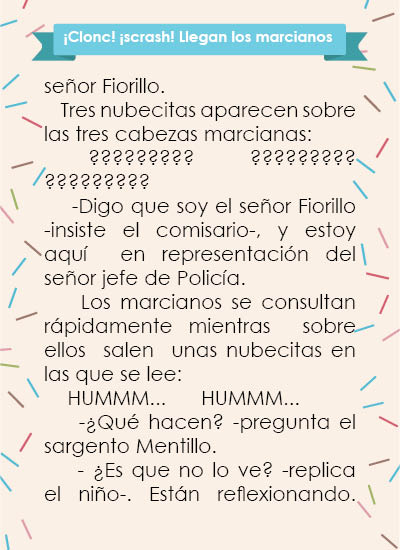 ¡Clonc! ¡scrash! Llegan los marcianos
señor Fiorillo.
Tres nubecitas aparecen sobre
las tres cabezas marcianas:
????????? ?????????
?????????
-Digo que soy el señor Fiorillo
-insiste el comisario-, y estoy
aquí en representación del
señor jefe de Policía.
Los marcianos se consultan
rápidamente mientras sobre
ellos salen unas nubecitas en
las que se lee:
HUMMM... HUMMM...
-¿Qué hacen? -pregunta el
sargento Mentillo.
- ¿Es que no lo ve? -replica
el niño-. Están reflexionando.